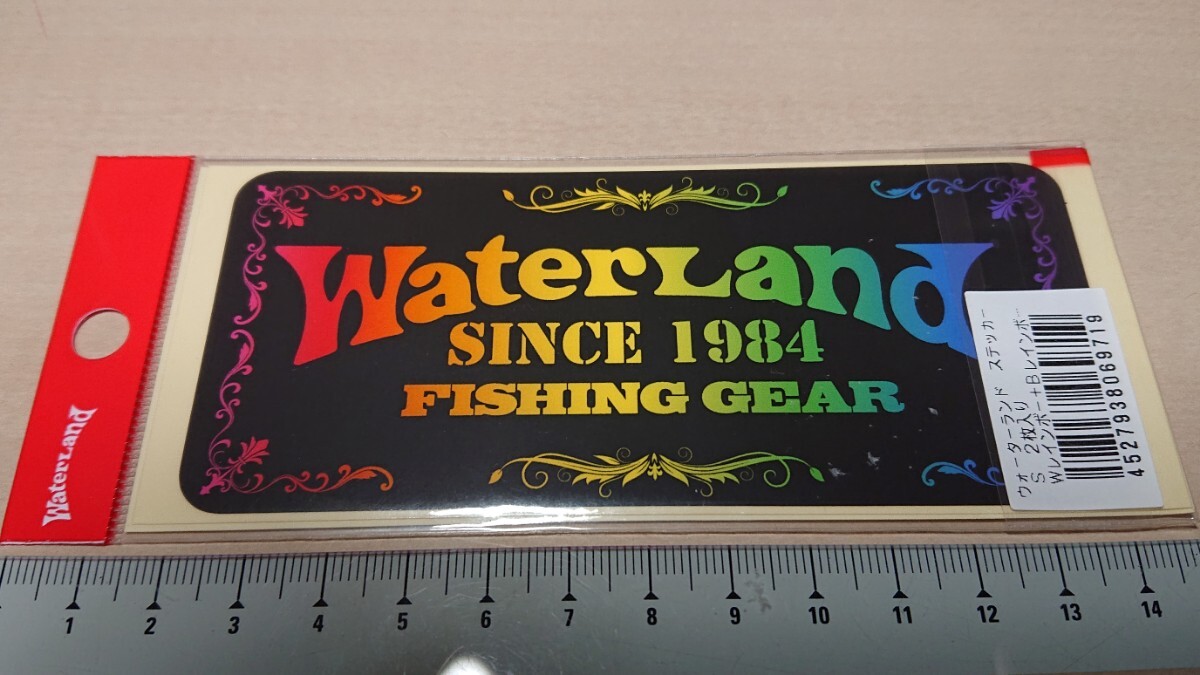 WaterLand
WaterLand
SINCE 1984
FISHING GEAR
ウォーターランド ステッカー
S 2枚入り
Wレインボー+Bレインボ...
4527938069719
1 2 3 4 5 6 7 8 9 10 11 12 13 14